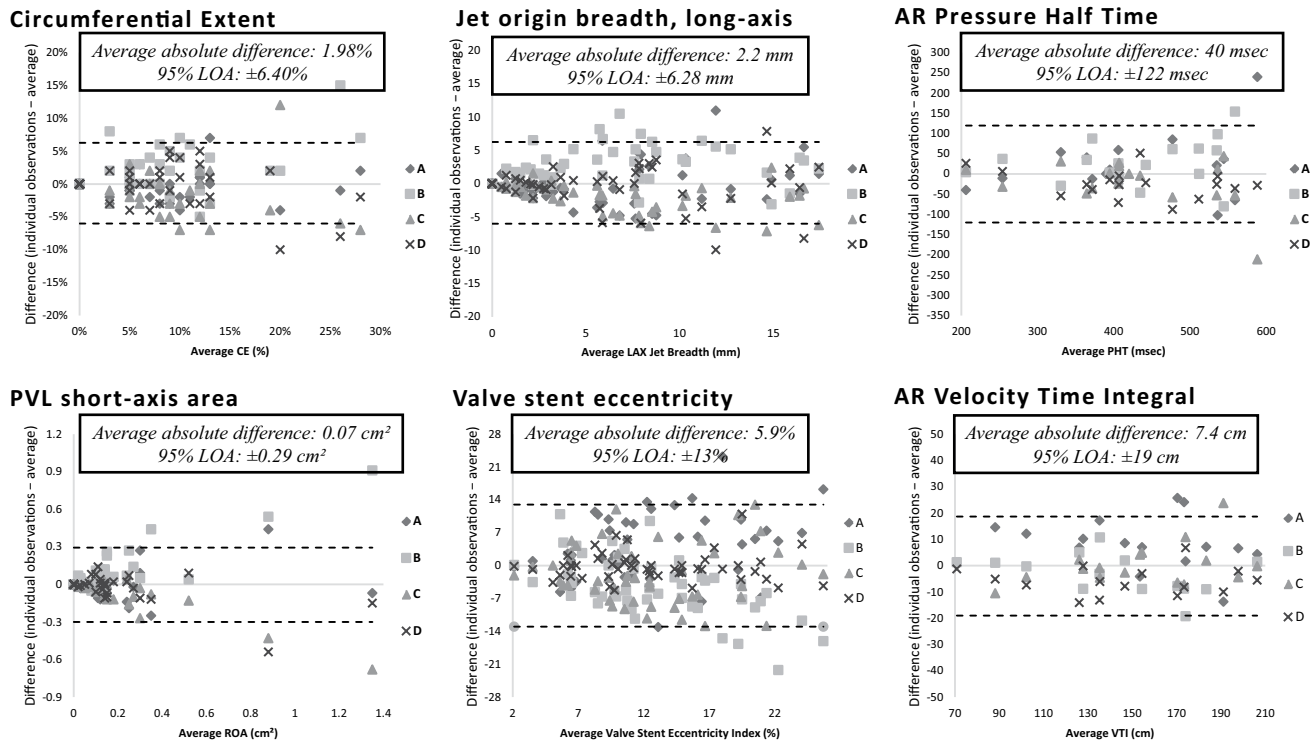 Circumferential Extent
Average absolute difference: 1.98%
95% LOA: ±6.40%
Difference (individual observations – average)
20%
15%
10%
5%
0%
-5%
-10%
-15%
-20%
0%
5%
10%
15%
20%
25%
30%
Average CE (%)
A
B
C
D
Jet origin breadth, long-axis
Average absolute difference: 2.2 mm
95% LOA: ±6.28 mm
Difference (individual observations – average)
20
15
10
5
0
-5
-10
-15
-20
0
5
10
15
Average LAX Jet Breadth (mm)
A
B
C
D
AR Pressure Half Time
Average absolute difference: 40 msec
95% LOA: ±122 msec
Difference (individual observations – average)
300
250
200
150
100
50
0
-50
-100
-150
-200
-250
-300
-350
200
300
400
500
600
Average PHT (msec)
A
B
C
D
PVL short-axis area
Average absolute difference: 0.07 cm²
95% LOA: ±0.29 cm²
Difference (individual observations – average)
1.2
0.9
0.6
0.3
0
-0.3
-0.6
-0.9
0
0.2
0.4
0.6
0.8
1
1.2
1.4
Average ROA (cm²)
A
B
C
D
Valve stent eccentricity
Average absolute difference: 5.9%
95% LOA: ±13%
Difference (individual observations – average)
28
21
14
7
0
-7
-14
-21
-28
2
7
12
17
22
Average Valve Stent Eccentricity Index (%)
A
B
C
D
AR Velocity Time Integral
Average absolute difference: 7.4 cm
95% LOA: ±19 cm
Difference (individual observations – average)
50
40
30
20
10
0
-10
-20
-30
-40
-50
70
90
110
130
150
170
190
210
Average VTI (cm)
A
B
C
D